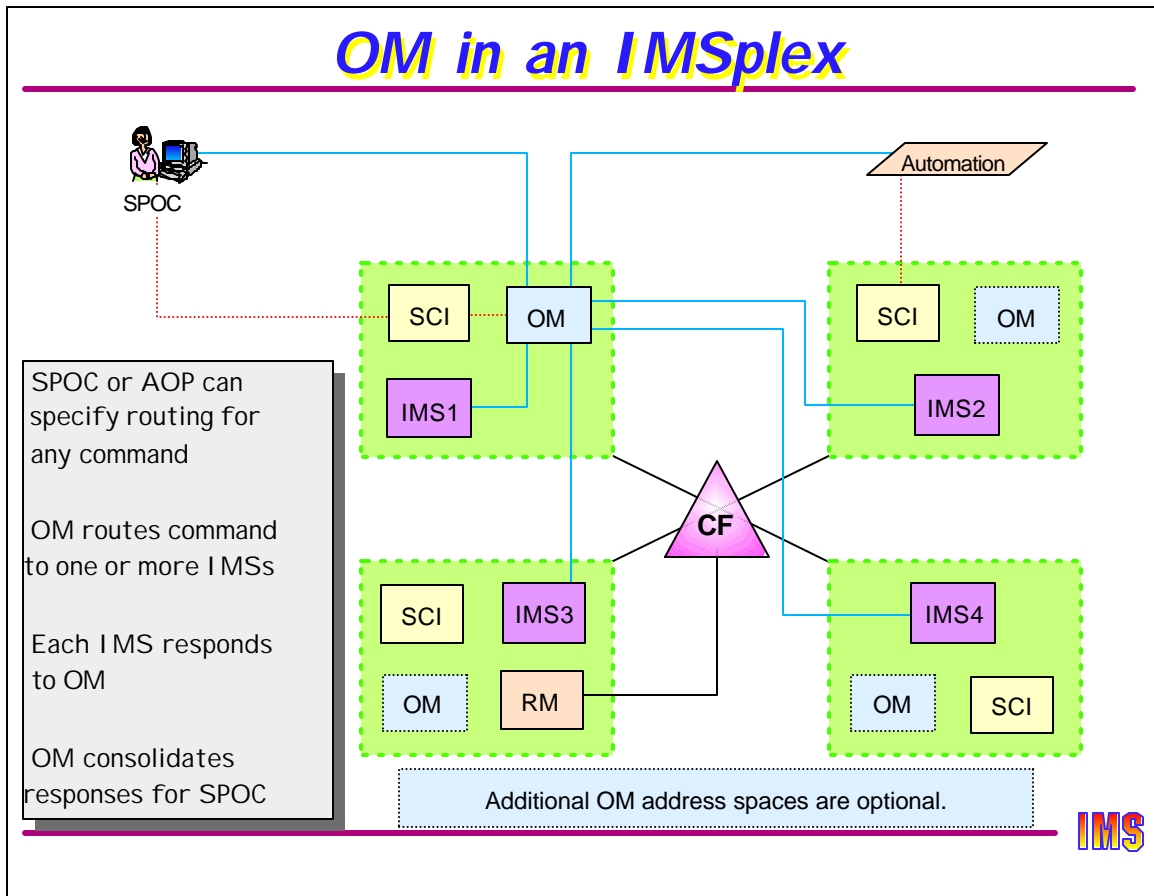 OM in an IMSplex
SPOC
Automation
SCI
OM
IMS1
SCI
OM
IMS2
SPOC or AOP can
specify routing for
any command
OM routes command
to one or more IMSs
Each IMS responds
to OM
OM consolidates
responses for SPOC
CF
SCI
IMS3
OM
RM
IMS4
OM
SCI
Additional OM address spaces are optional.
IMS